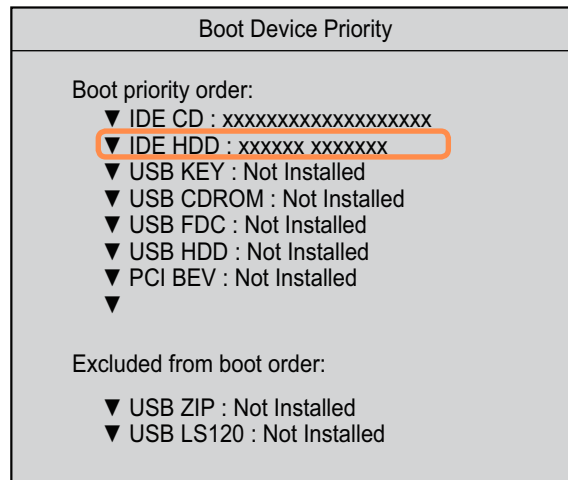 Boot Device Priority
Boot priority order:
▼ IDE CD : xxxxxxxxxxxxxxxxxxx
▼ IDE HDD : xxxxxx xxxxxxx
▼ USB KEY : Not Installed
▼ USB CDROM : Not Installed
▼ USB FDC : Not Installed
▼ USB HDD : Not Installed
▼ PCI BEV : Not Installed
▼
Excluded from boot order:
▼ USB ZIP : Not Installed
▼ USB LS120 : Not Installed